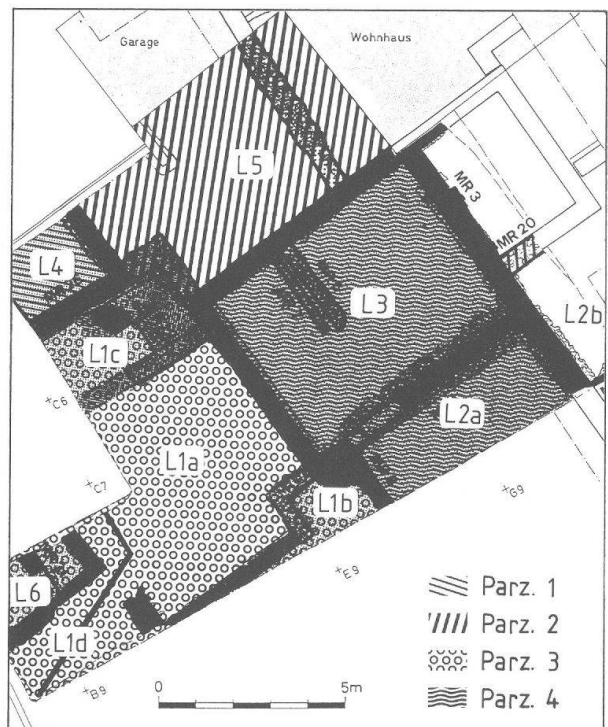 Garage
Wohnhaus
L5
MR 3
MR 20
L4
L3
L2b
L1c
C6
L2a
L1a
C7
G9
L1b
E9
L6
L1d
B9
Parz. 1
Parz. 2
Parz. 3
Parz. 4
0
5m